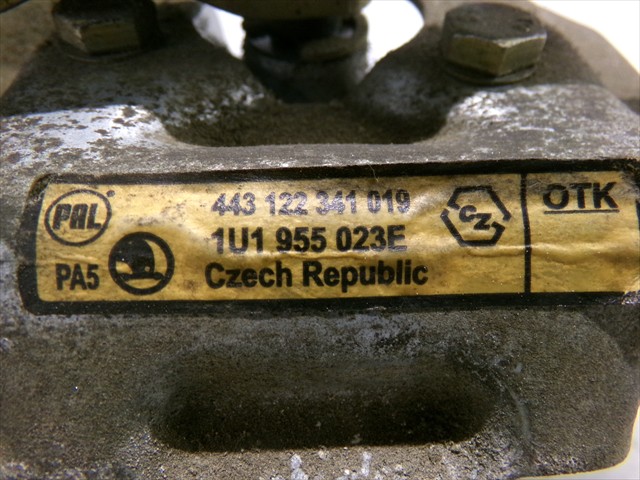 PAL® 443 122 341 019 CZ OTK
1U1 955 023E
PA5 Czech Republic